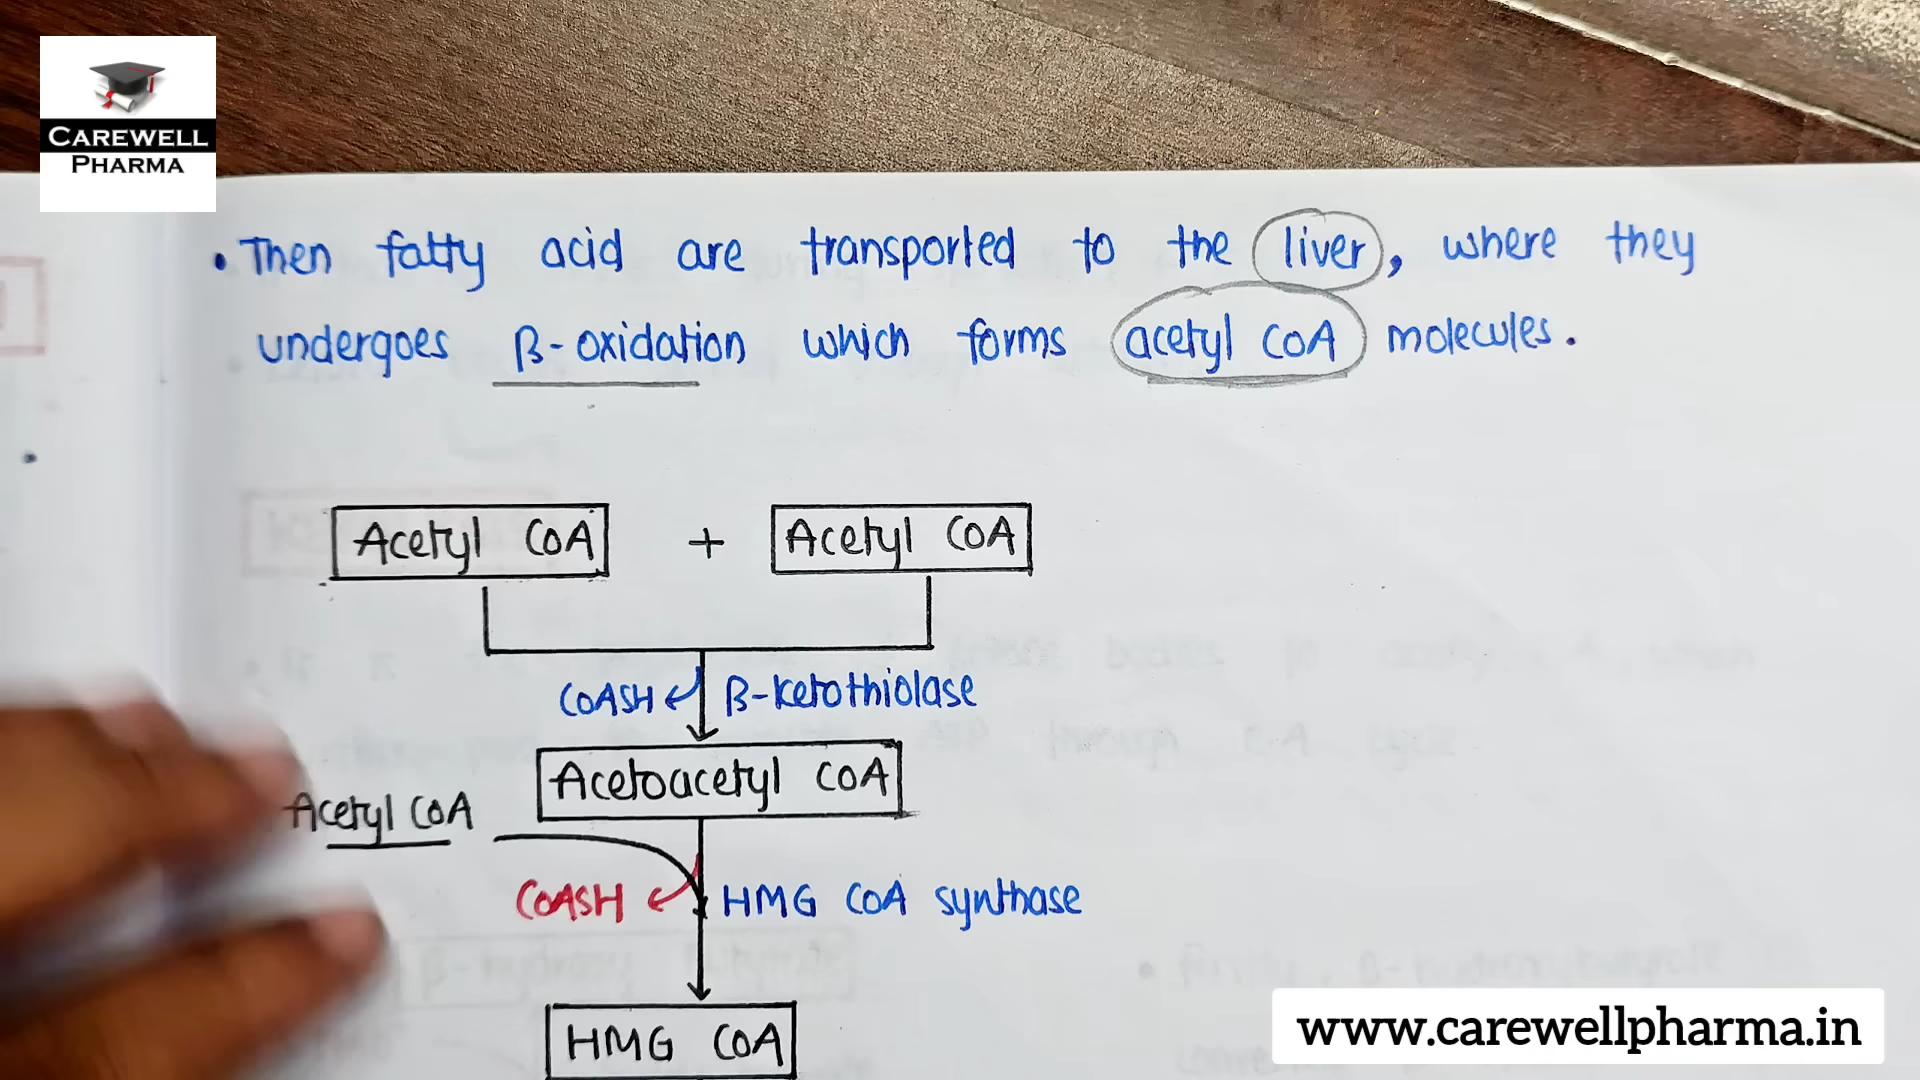 CAREWELL
PHARMA
• Then fatty acid are transported to the liver, where they
undergoes β-oxidation which forms acetyl CoA molecules.
Acetyl CoA + Acetyl CoA
CoASH β-ketothiolase
Acetoacetyl CoA
Acetyl CoA
CoASH HMG CoA synthase
HMG CoA
www.carewellpharma.in